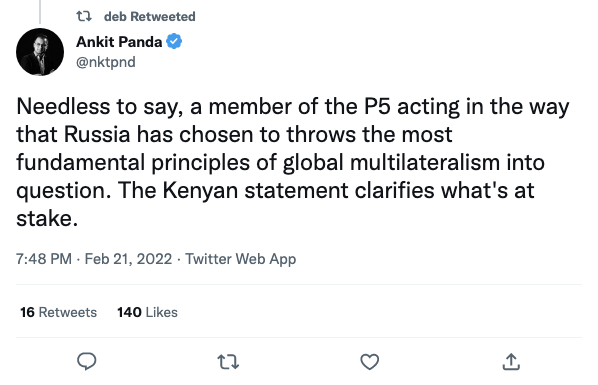 deb Retweeted
Ankit Panda
@nktpnd
Needless to say, a member of the P5 acting in the way
that Russia has chosen to throws the most
fundamental principles of global multilateralism into
question. The Kenyan statement clarifies what's at
stake.
7:48 PM · Feb 21, 2022 · Twitter Web App
16 Retweets 140 Likes